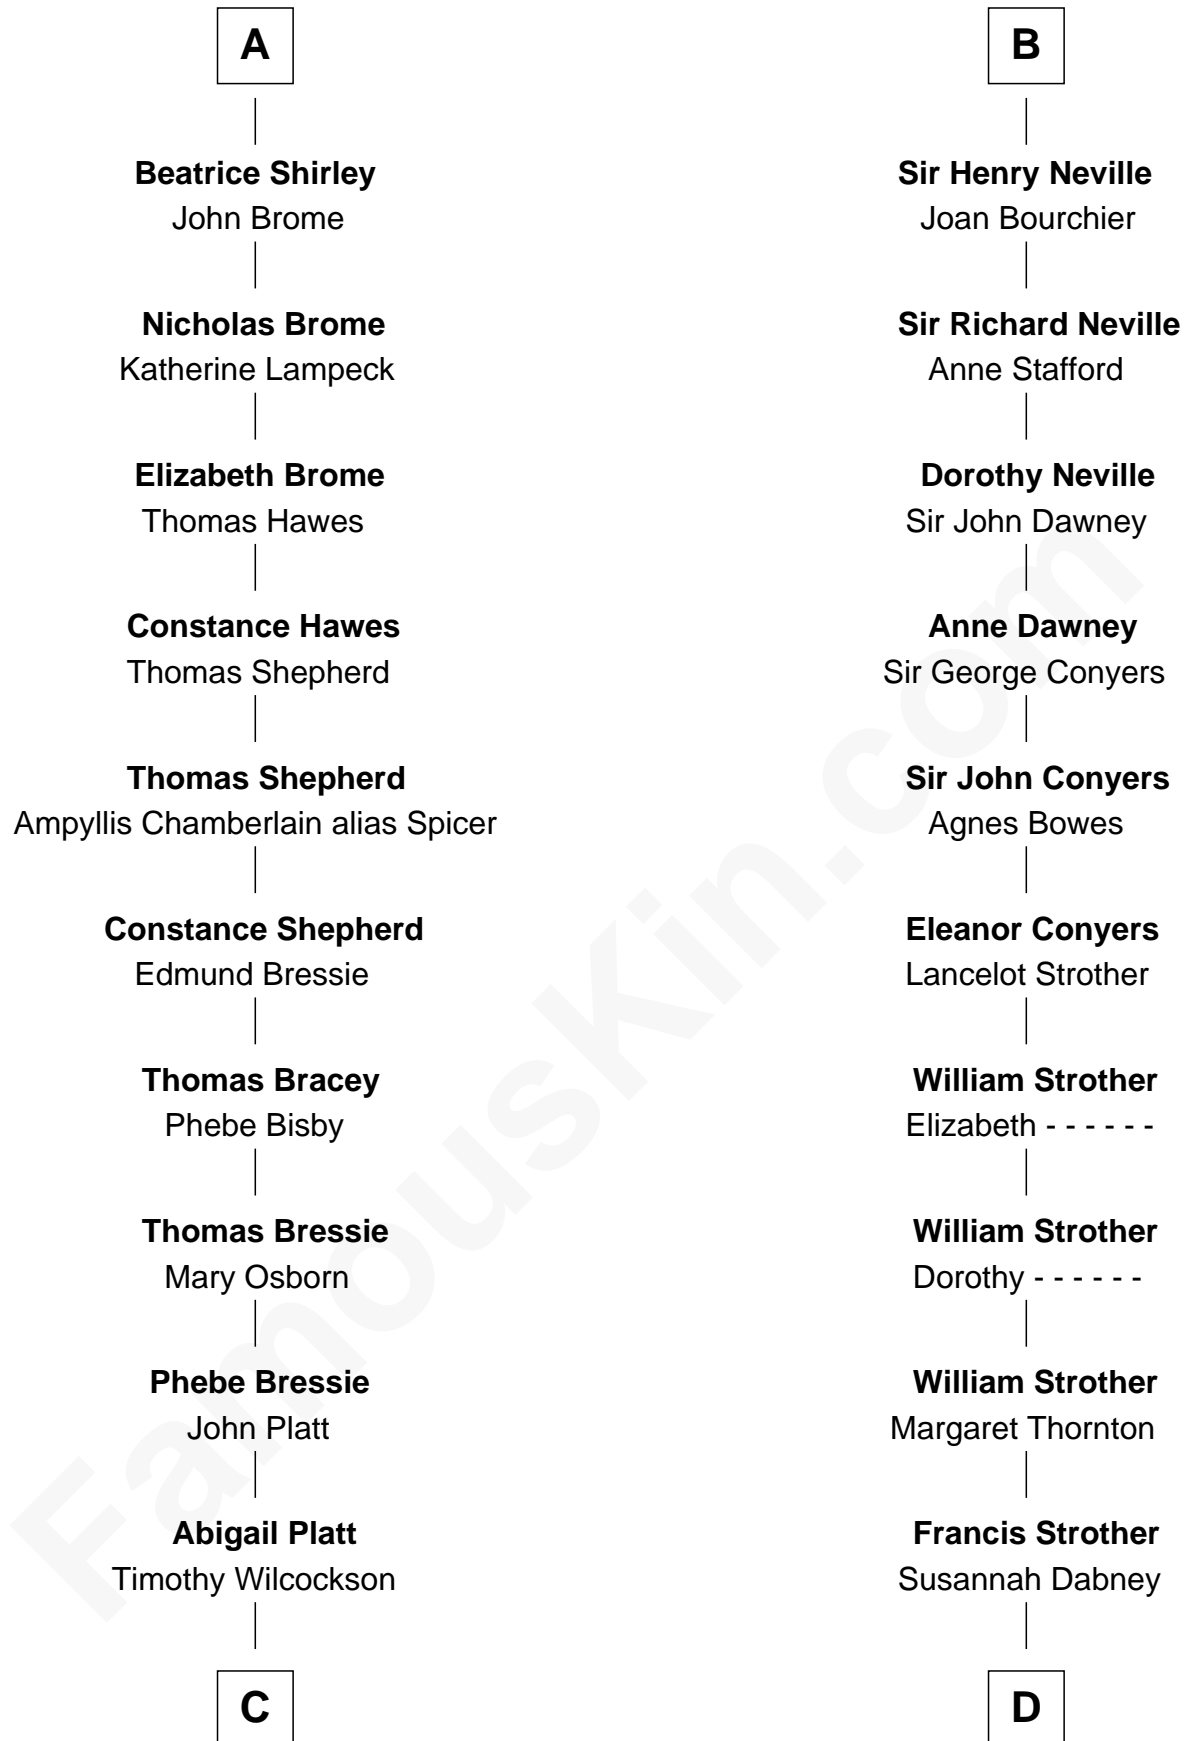 A
Beatrice Shirley
John Brome
Nicholas Brome
Katherine Lampeck
Elizabeth Brome
Thomas Hawes
Constance Hawes
Thomas Shepherd
Thomas Shepherd
Ampyllis Chamberlain alias Spicer
Constance Shepherd
Edmund Bressie
Thomas Bracey
Phebe Bisby
Thomas Bressie
Mary Osborn
Phebe Bressie
John Platt
Abigail Platt
Timothy Wilcockson
C
B
Sir Henry Neville
Joan Bourchier
Sir Richard Neville
Anne Stafford
Dorothy Neville
Sir John Dawney
Anne Dawney
Sir George Conyers
Sir John Conyers
Agnes Bowes
Eleanor Conyers
Lancelot Strother
William Strother
Elizabeth - - - - - -
William Strother
Dorothy - - - - - -
William Strother
Margaret Thornton
Francis Strother
Susannah Dabney
D
FamousKin.com